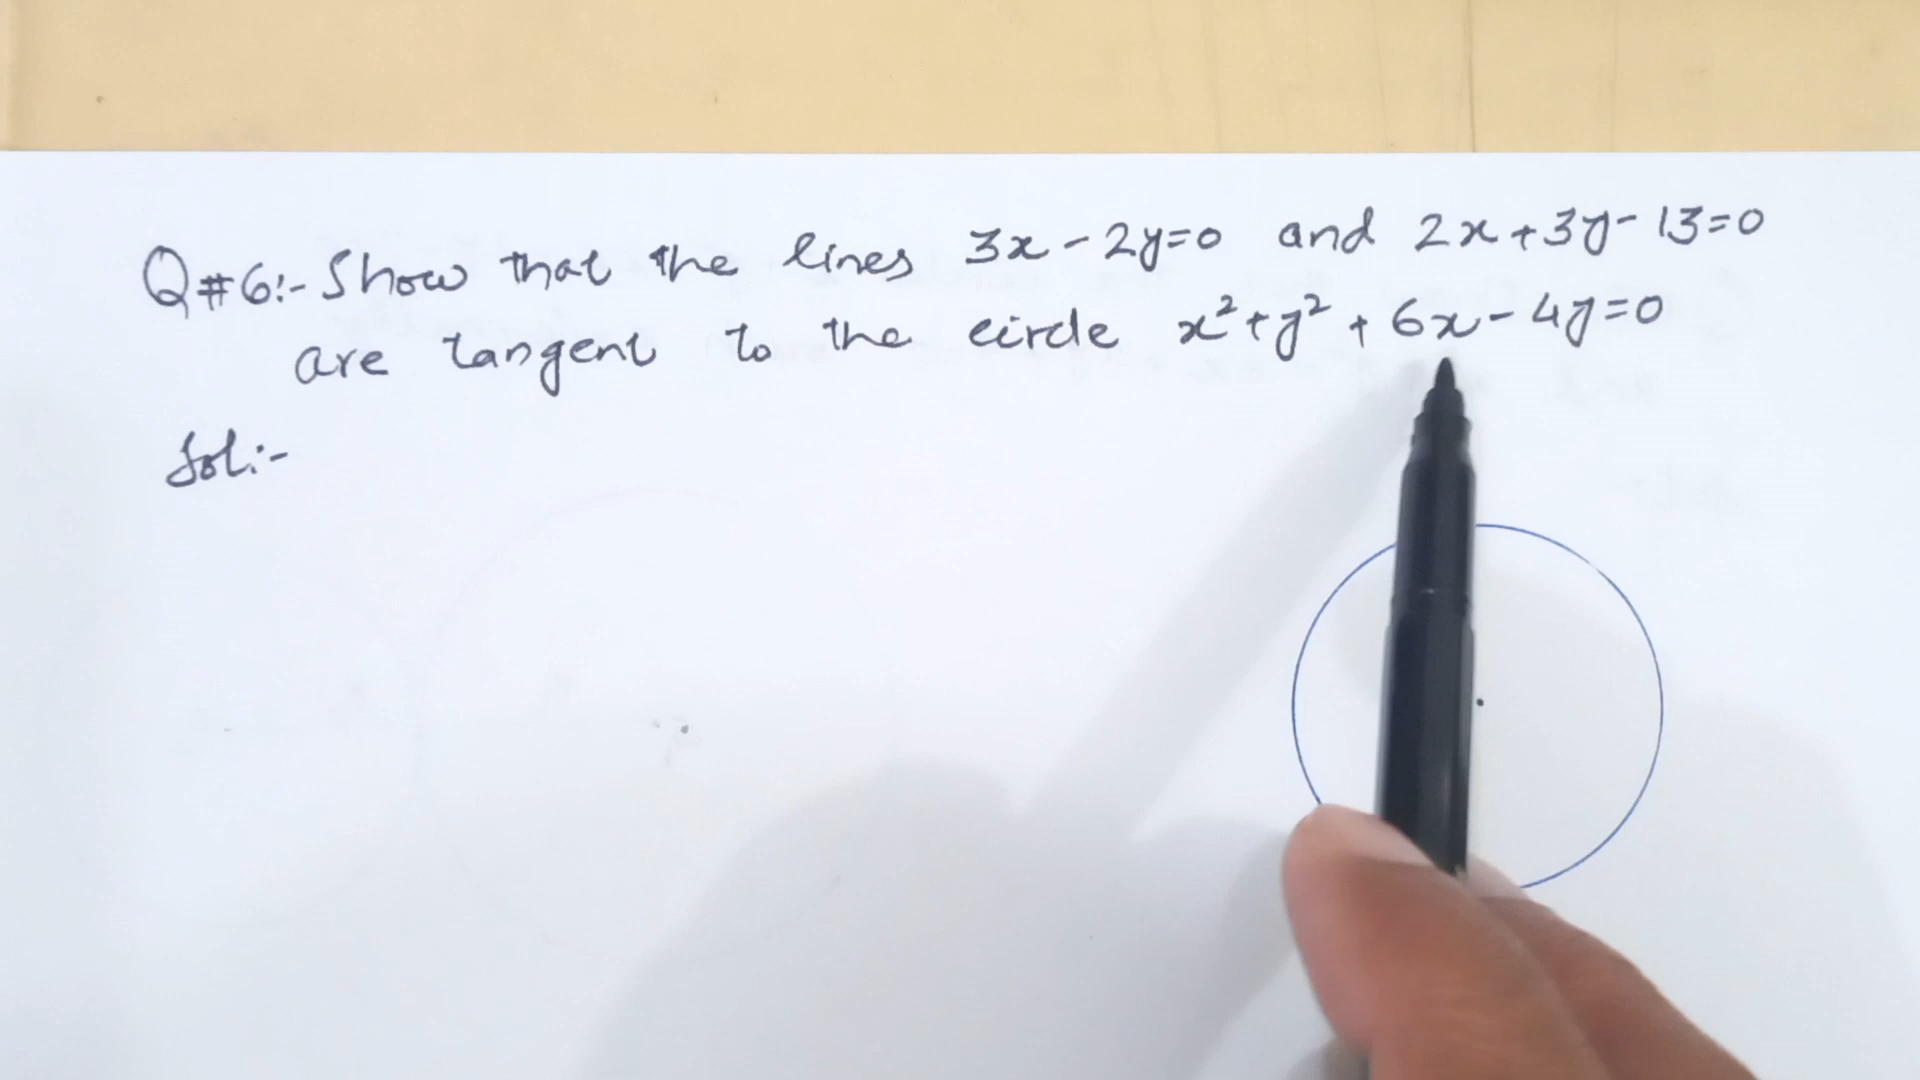 Q#6:- Show that the lines 3x-2y=0 and 2x+3y-13=0
are tangent to the circle x²+y²+6x-4y=0
Sol:-